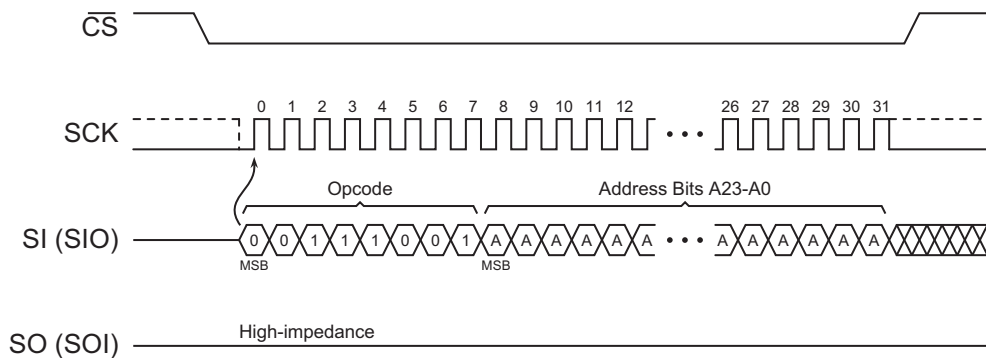 CS
0 1 2 3 4 5 6 7 8 9 10 11 12 26 27 28 29 30 31
SCK
• • •
Opcode Address Bits A23-A0
SI (SIO) 0 0 1 1 1 0 0 1 A A A A A A • • • A A A A A A
MSB MSB
High-impedance
SO (SOI)